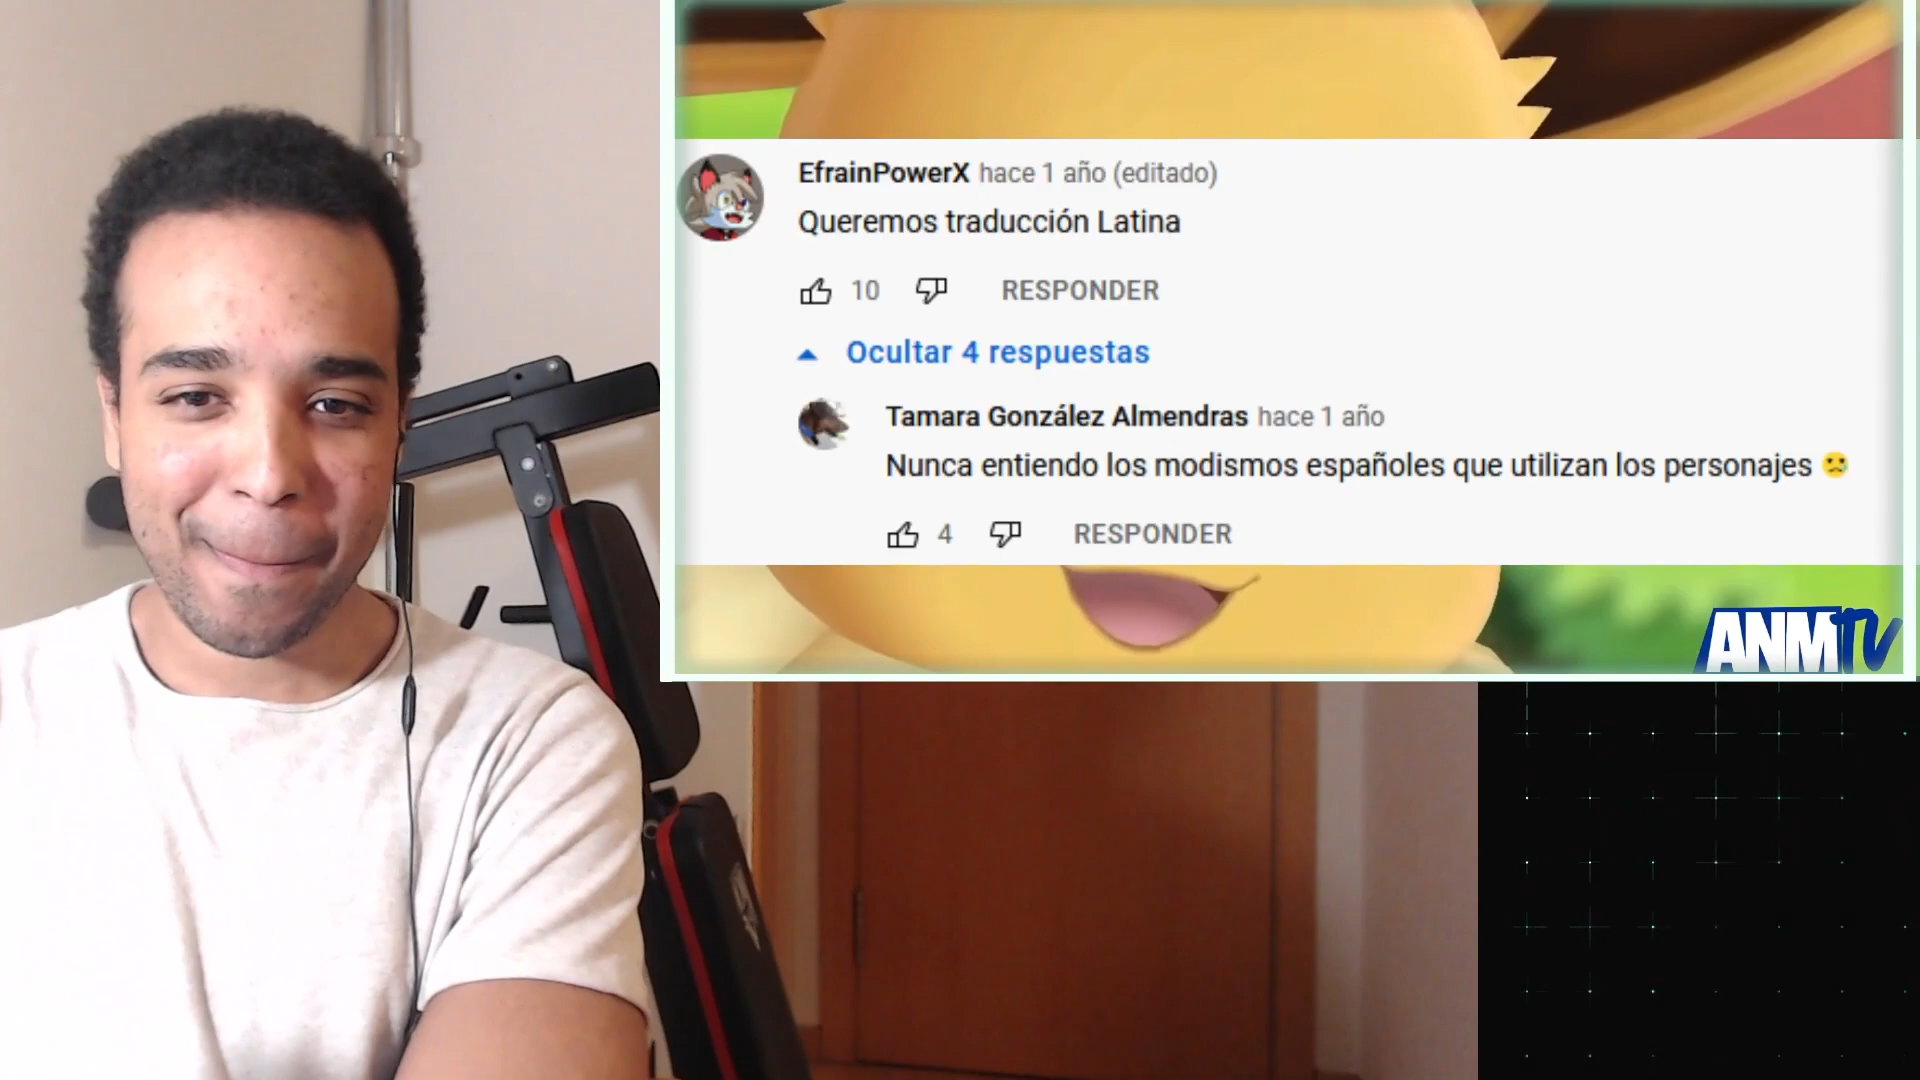 EfrainPowerX hace 1 año (editado)
Queremos traducción Latina
10 RESPONDER
Ocultar 4 respuestas
Tamara González Almendras hace 1 año
Nunca entiendo los modismos españoles que utilizan los personajes
4 RESPONDER
ANMTV